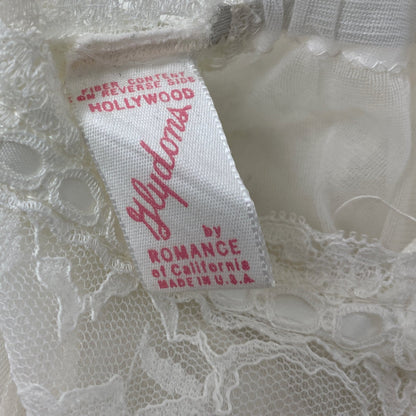 FIBER CONTENT
ON REVERSE SIDE
HOLLYWOOD
Glydons
by
ROMANCE
of California
MADE IN U.S.A.